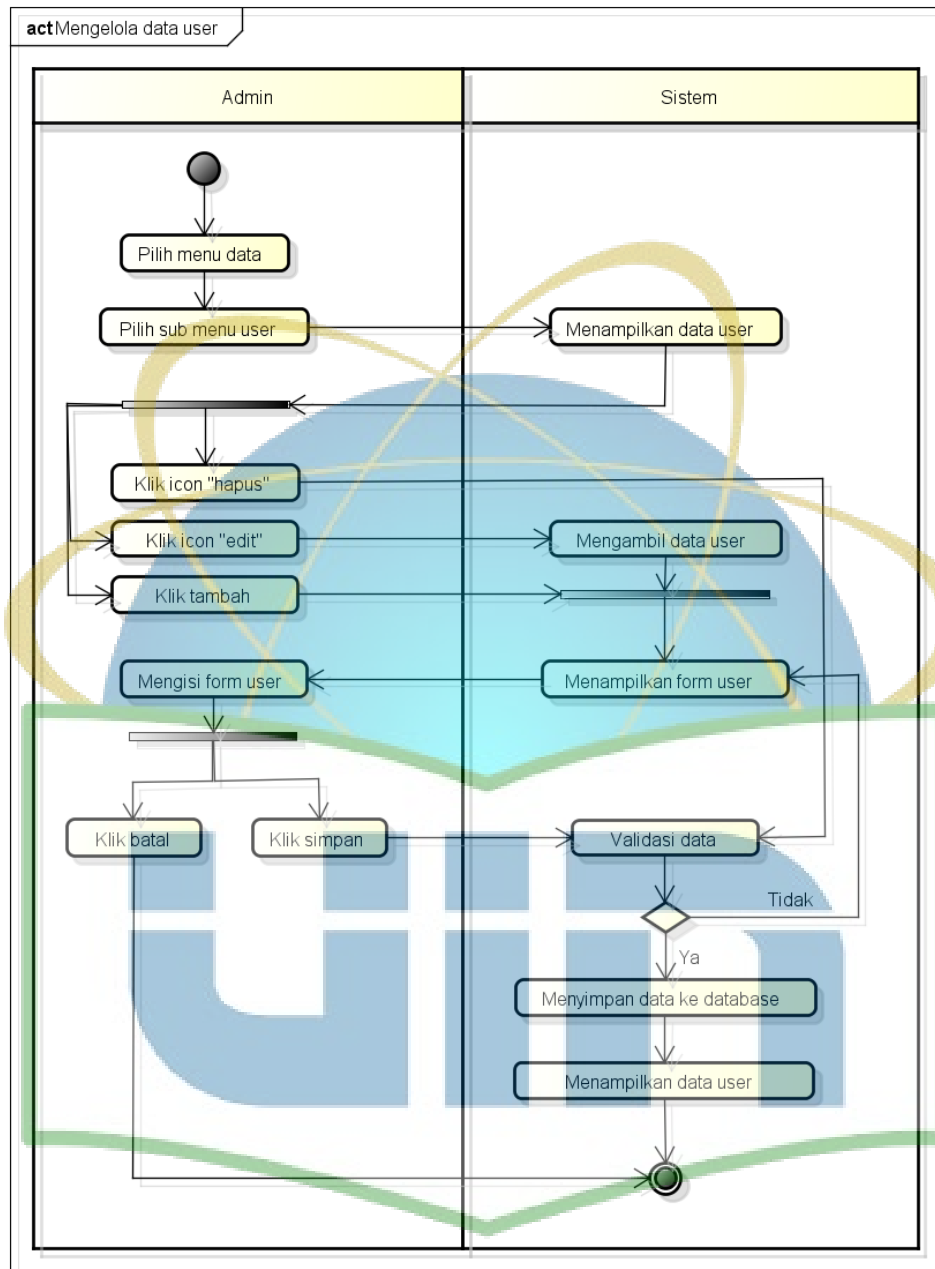 act Mengelola data user
Admin
Sistem
Pilih menu data
Pilih sub menu user
Menampilkan data user
Klik icon "hapus"
Klik icon "edit"
Mengambil data user
Klik tambah
Mengisi form user
Menampilkan form user
Klik batal
Klik simpan
Validasi data
Tidak
Ya
Menyimpan data ke database
Menampilkan data user
uin